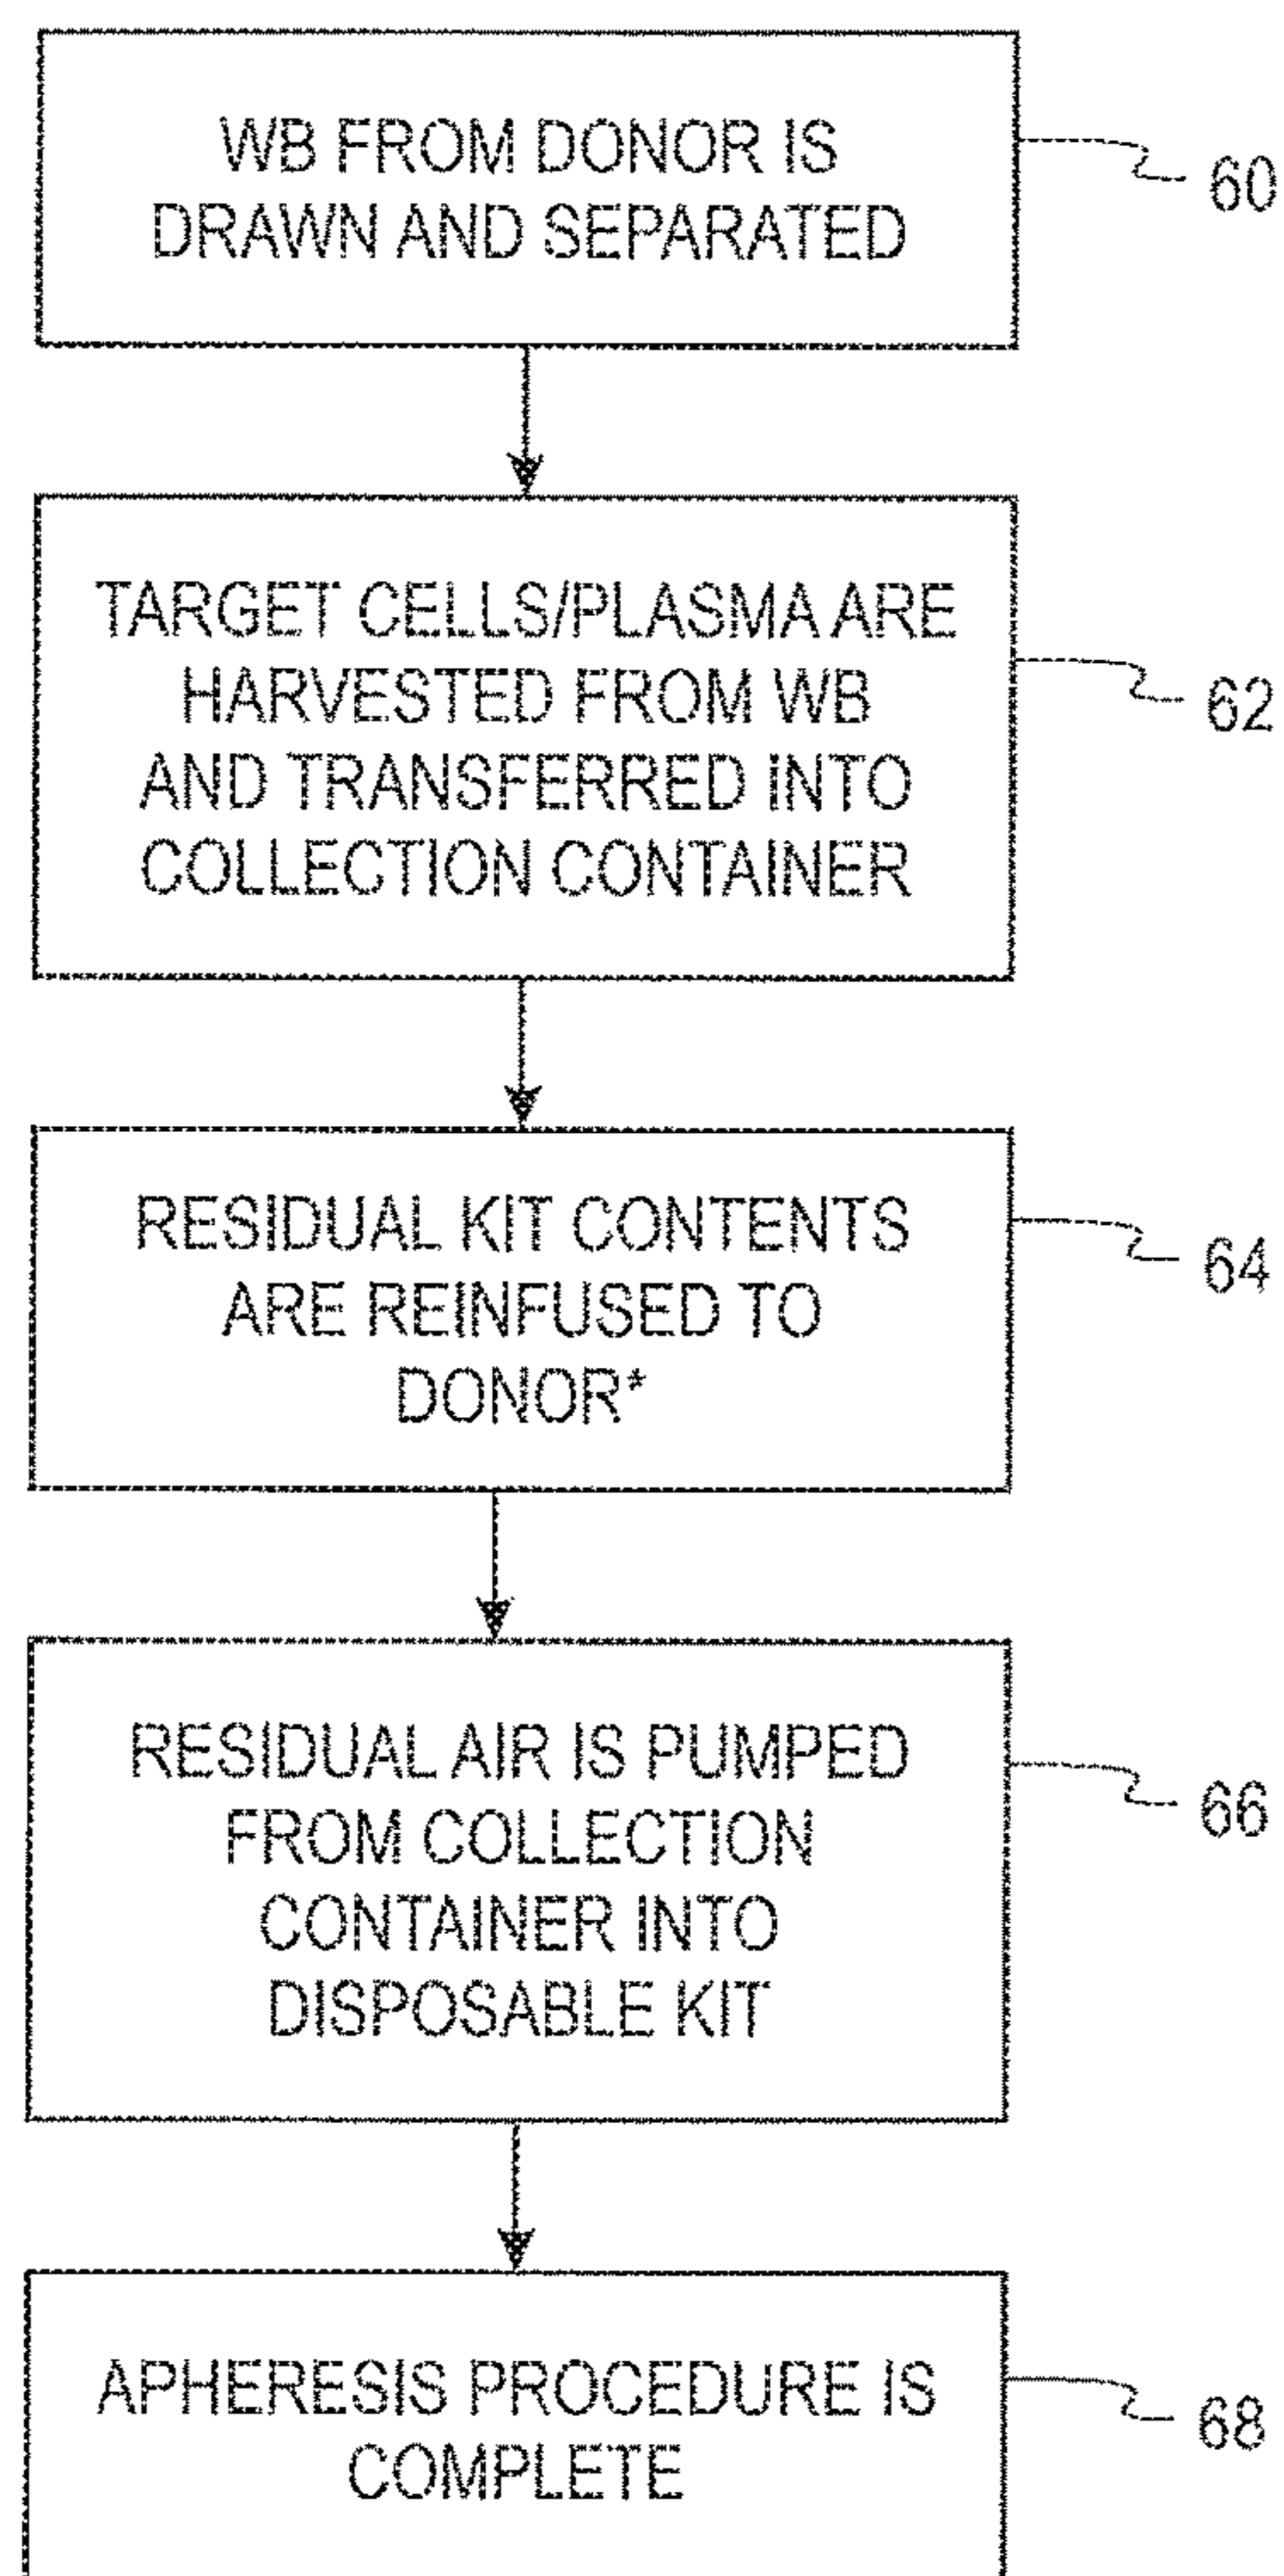 WB FROM DONOR IS
DRAWN AND SEPARATED
60
TARGET CELLS/PLASMA ARE
HARVESTED FROM WB
AND TRANSFERRED INTO
COLLECTION CONTAINER
62
RESIDUAL KIT CONTENTS
ARE REINFUSED TO
DONOR*
64
RESIDUAL AIR IS PUMPED
FROM COLLECTION
CONTAINER INTO
DISPOSABLE KIT
66
APHERESIS PROCEDURE IS
COMPLETE
68